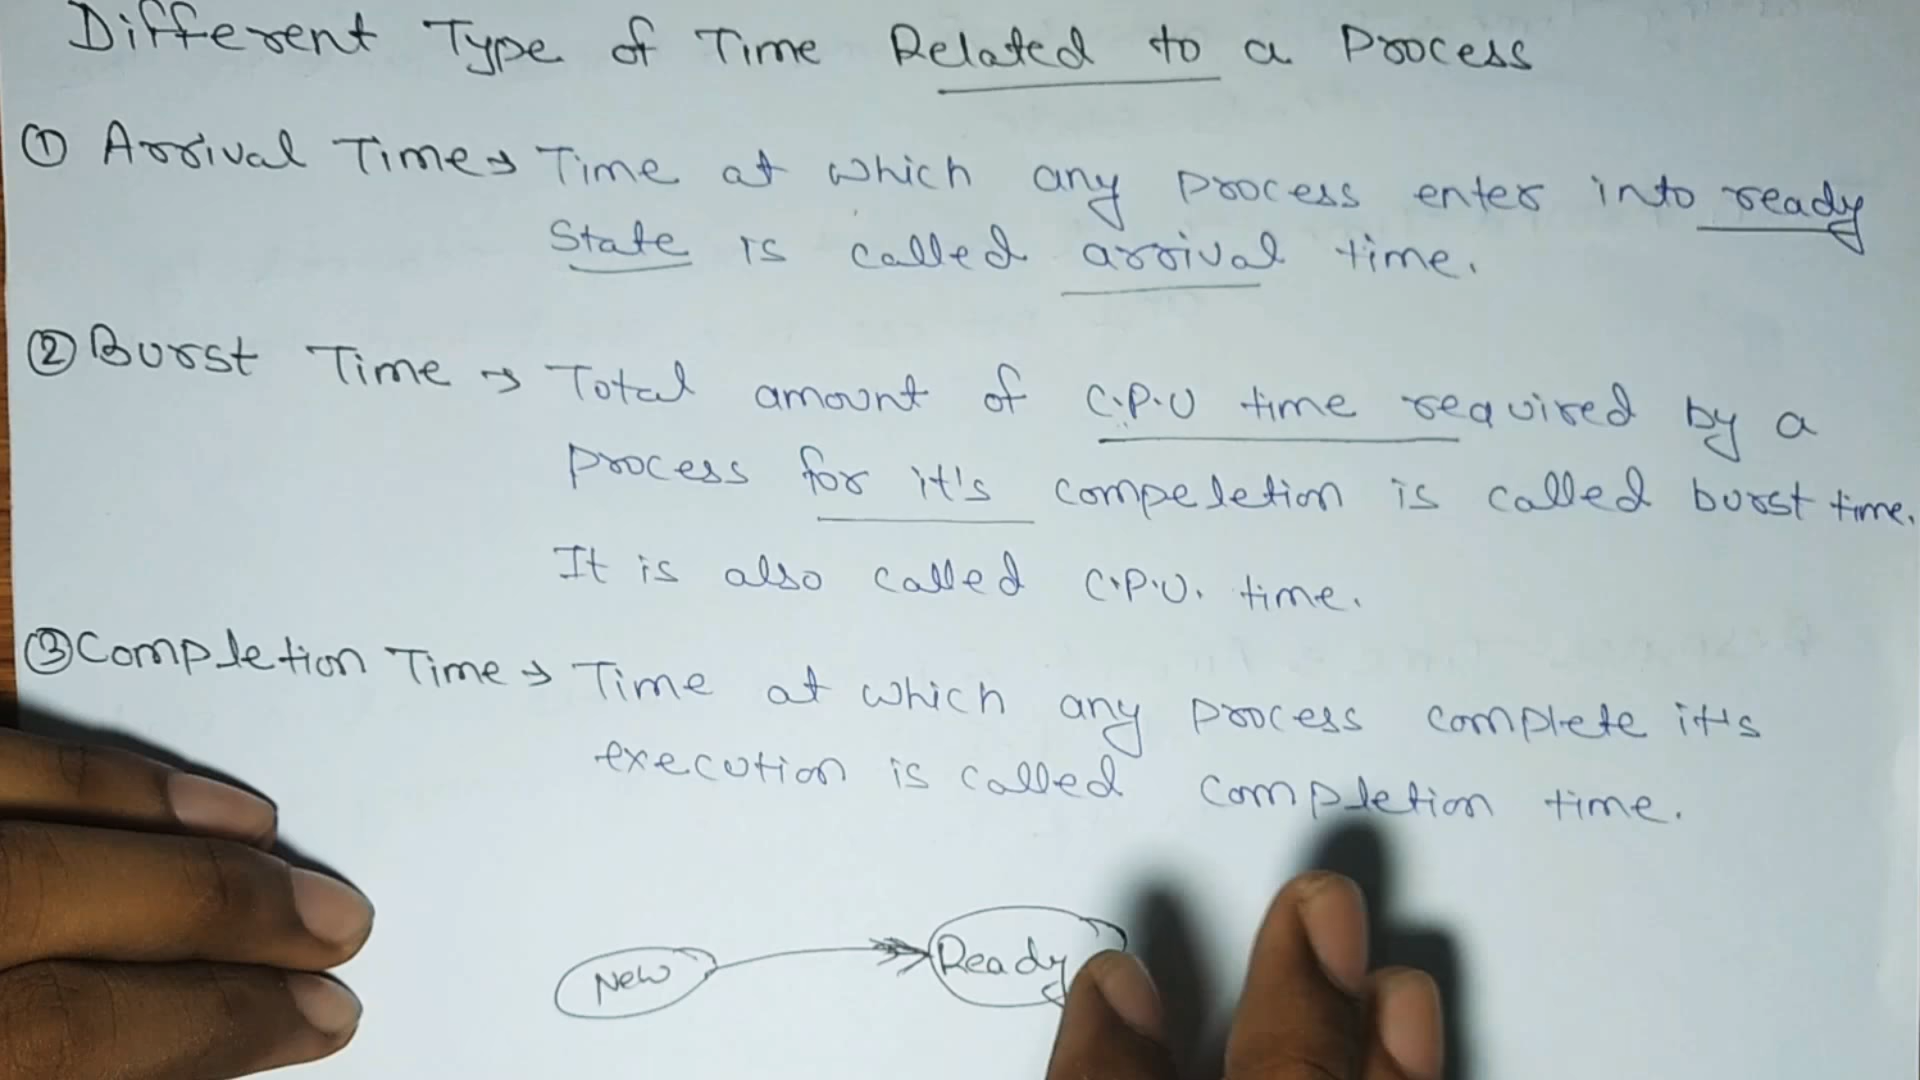 Different Type of Time Related to a Process
① Arrival Time → Time at which any process enter into ready
State is called arrival time.
② Burst Time → Total amount of C.P.U time required by a
process for it's compeletion is called burst time.
It is also called C.P.U. time.
③ Completion Time → Time at which any process complete it's
execution is called completion time.
New → Ready